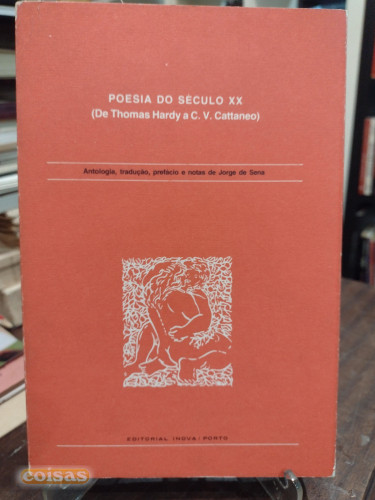 POESIA DO SÉCULO XX
(De Thomas Hardy a C. V. Cattaneo)
Antologia, tradução, prefácio e notas de Jorge de Sena
EDITORIAL INOVA / PORTO
coisas